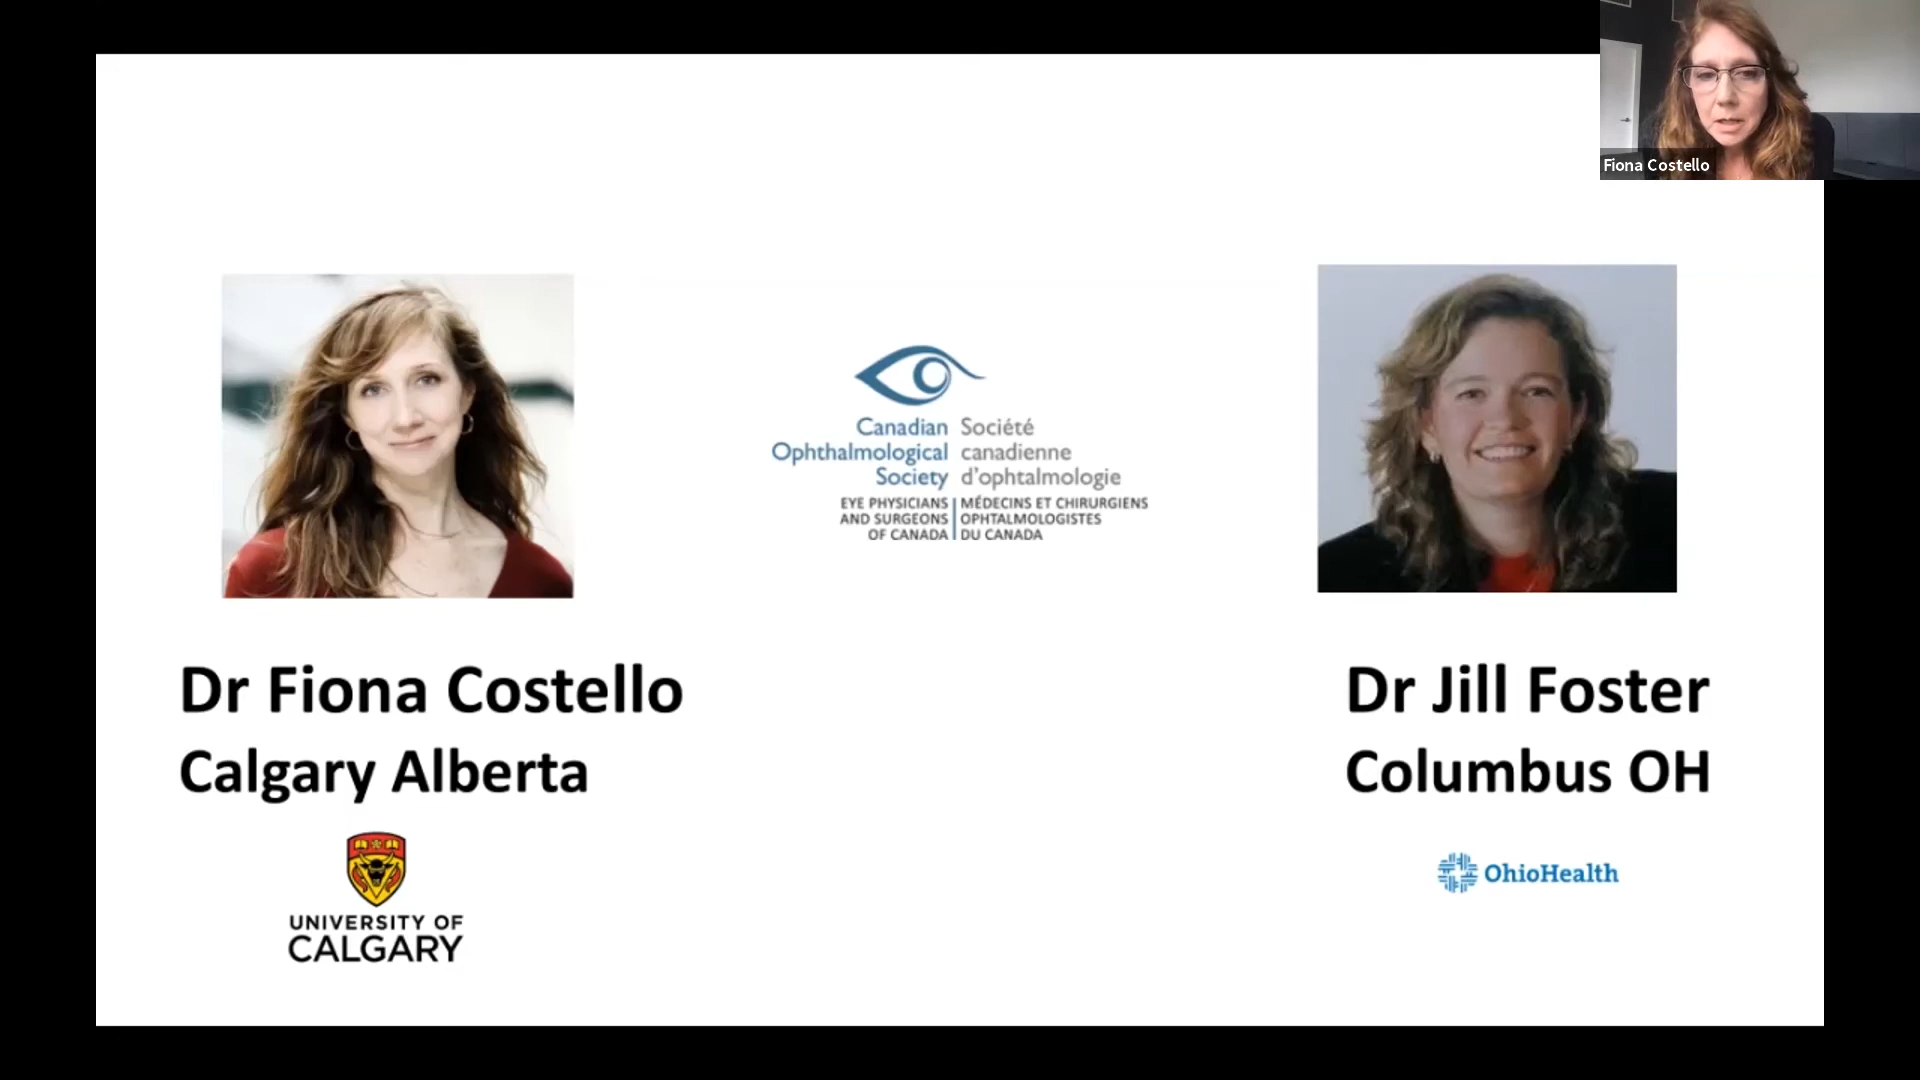 Fiona Costello
Canadian Ophthalmological Society
Société canadienne d'ophtalmologie
EYE PHYSICIANS AND SURGEONS OF CANADA
MÉDECINS ET CHIRURGIENS OPHTALMOLOGISTES DU CANADA
Dr Fiona Costello
Calgary Alberta
UNIVERSITY OF
CALGARY
Dr Jill Foster
Columbus OH
OhioHealth